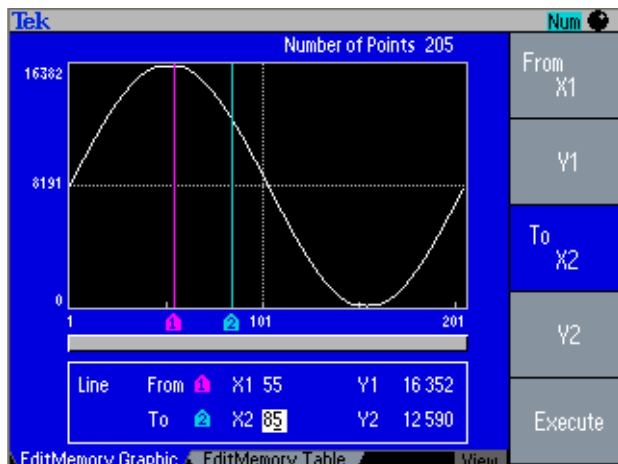 Tek Num
Number of Points 205
From
X1
16382
Y1
8191
To
X2
0
1 1 2 101 201
Y2
Line From 1 X1 55 Y1 16 352
To 2 X2 85 Y2 12 590
Execute
EditMemory Graphic EditMemory Table View